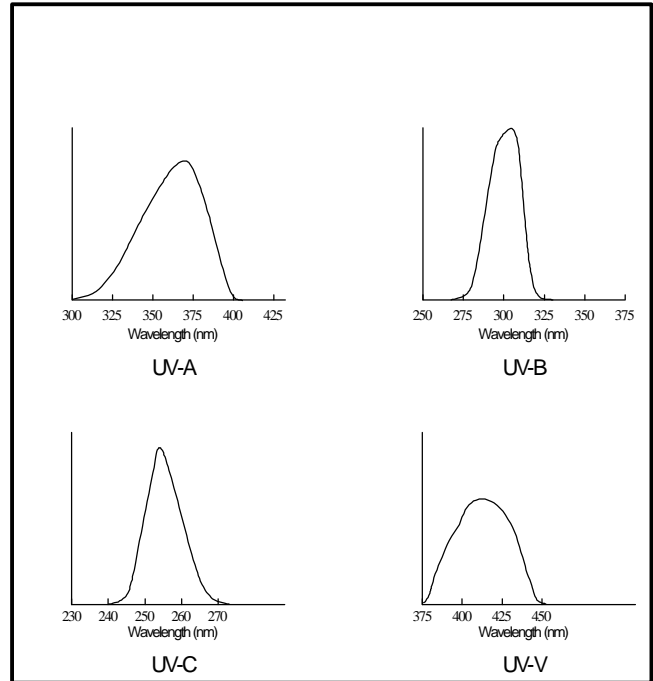 300 325 350 375 400 425
Wavelength (nm)
UV-A
250 275 300 325 350 375
Wavelength (nm)
UV-B
230 240 250 260 270
Wavelength (nm)
UV-C
375 400 425 450
Wavelength (nm)
UV-V